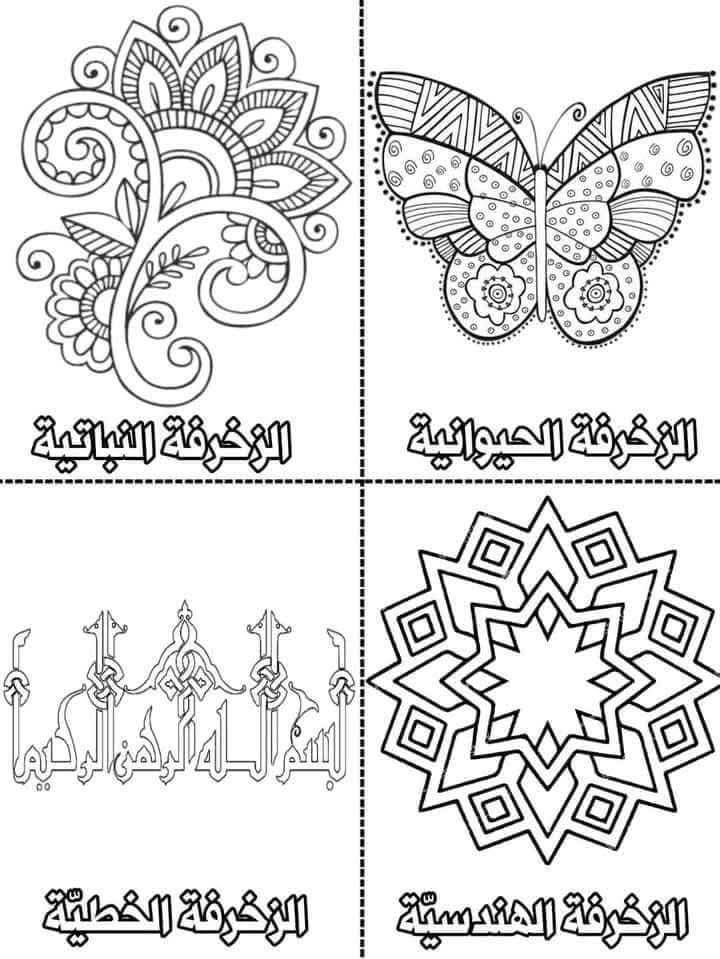 الزخرفة الحيوانية
الزخرفة النباتية
بسم الله الرحمن الرحيم
الزخرفة الهندسيّة
الزخرفة الخطيّة